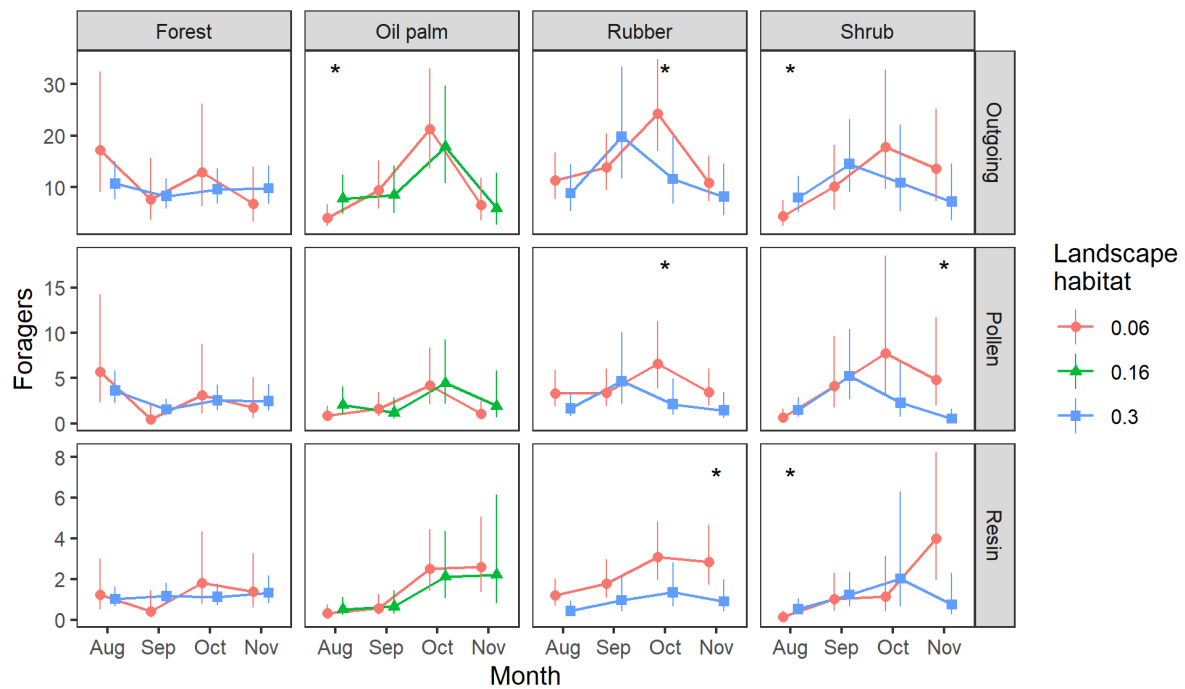 Forest
Oil palm
Rubber
Shrub
Foragers
30
20
10
*
*
*
Outgoing
15
10
5
0
*
*
Pollen
8
6
4
2
0
*
*
Resin
Aug Sep Oct Nov
Aug Sep Oct Nov
Aug Sep Oct Nov
Aug Sep Oct Nov
Month
Landscape
habitat
0.06
0.16
0.3